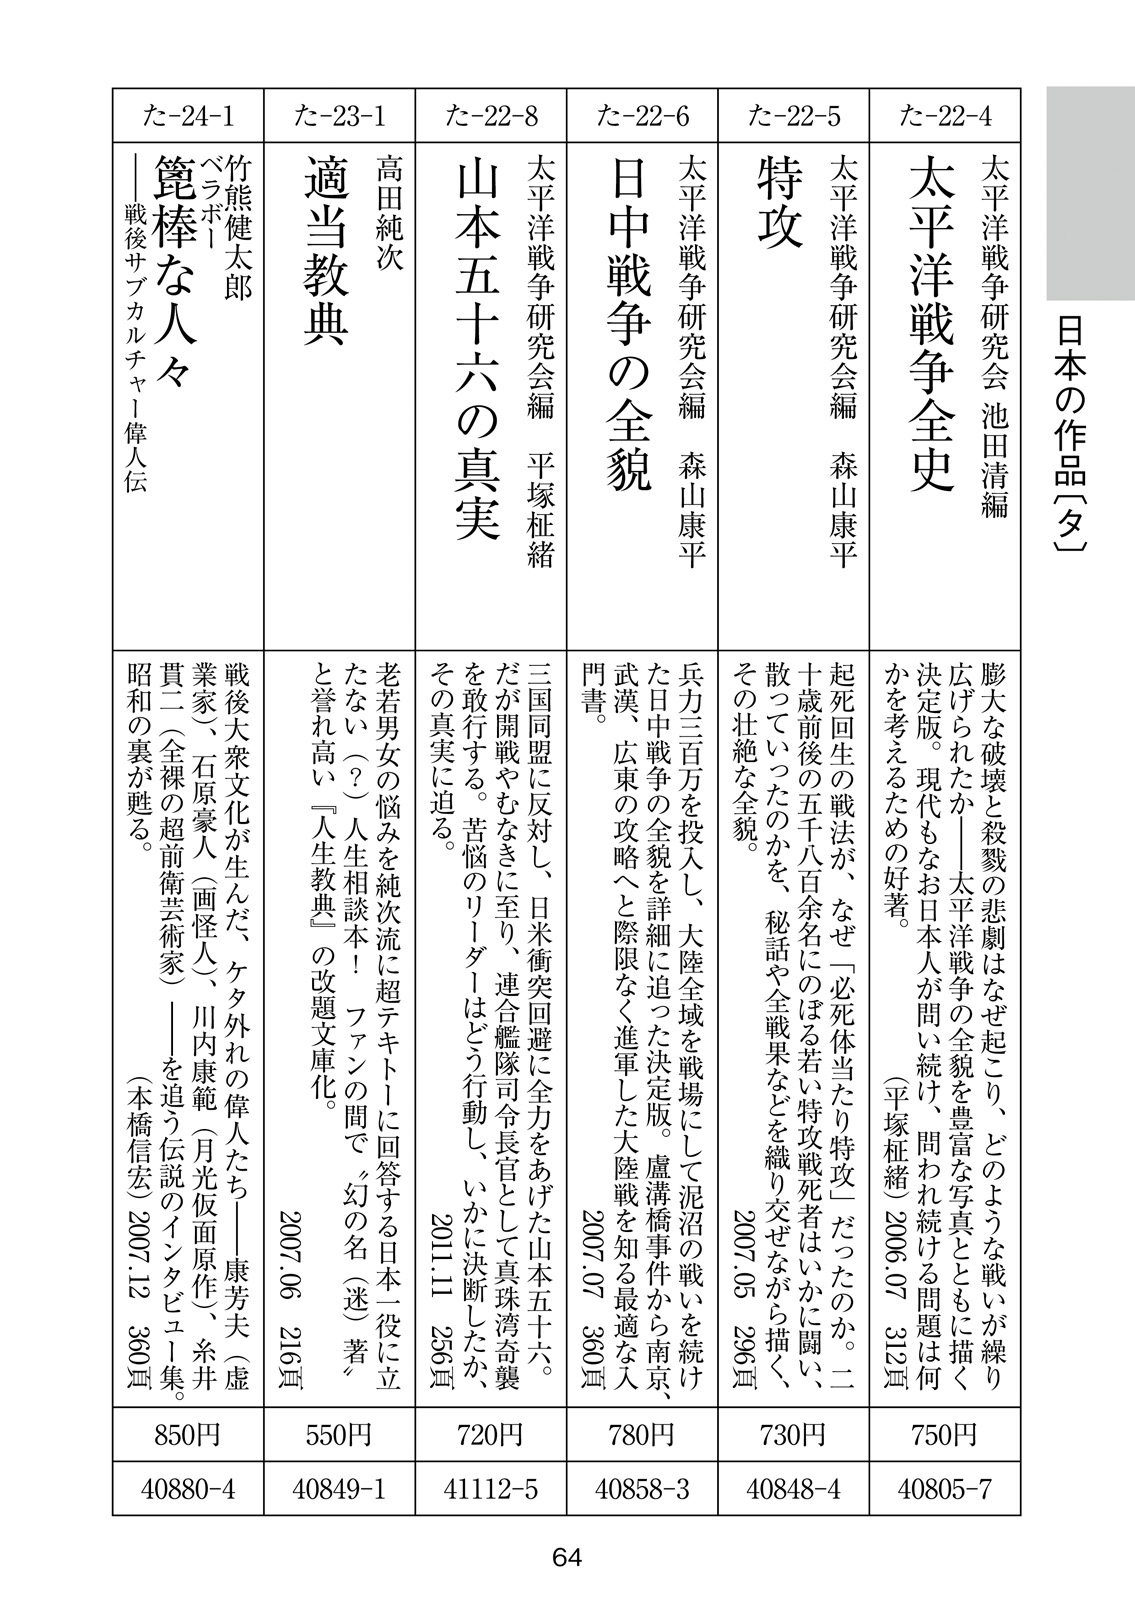 日本の作品〔タ〕
た-22-4
太平洋戦争研究会 池田清編
太平洋戦争全史
膨大な破壊と殺戮の悲劇はなぜ起こり、どのような戦いが繰り
広げられたか――太平洋戦争の全貌を豊富な写真とともに描く
決定版。現代もなお日本人が問い続け、問われ続ける問題は何
かを考えるための好著。
(平塚柾緒)2006.07 312頁
750円
40805-7
た-22-5
太平洋戦争研究会編 森山康平
特攻
起死回生の戦法が、なぜ「必死体当たり特攻」だったのか。二
十歳前後の五千八百余名にのぼる若い特攻戦死者はいかに闘い、
散っていったのかを、秘話や全戦果などを織り交ぜながら描く、
その壮絶な全貌。
2007.05 296頁
730円
40848-4
た-22-6
太平洋戦争研究会編 森山康平
日中戦争の全貌
兵力三百万を投入し、大陸全域を戦場にして泥沼の戦いを続け
た日中戦争の全貌を詳細に追った決定版。盧溝橋事件から南京、
武漢、広東の攻略へと際限なく進軍した大陸戦を知る最適な入
門書。
2007.07 360頁
780円
40858-3
た-22-8
太平洋戦争研究会編 平塚柾緒
山本五十六の真実
三国同盟に反対し、日米衝突回避に全力をあげた山本五十六。
だが開戦やむなきに至り、連合艦隊司令長官として真珠湾奇襲
を敢行する。苦悩のリーダーはどう行動し、いかに決断したか、
その真実に迫る。
2011.11 256頁
720円
41112-5
た-23-1
高田純次
適当教典
老若男女の悩みを純次流に超テキトーに回答する日本一役に立
たない(?)人生相談本! ファンの間で〝幻の名(迷)著〟
と誉れ高い『人生教典』の改題文庫化。
2007.06 216頁
550円
40849-1
た-24-1
竹熊健太郎
ベラボー
箆棒な人々
――戦後サブカルチャー偉人伝
戦後大衆文化が生んだ、ケタ外れの偉人たち――康芳夫(虚
業家)、石原豪人(画怪人)、川内康範(月光仮面原作)、糸井
貫二(全裸の超前衛芸術家)――を追う伝説のインタビュー集。
昭和の裏が甦る。
(本橋信宏)2007.12 360頁
850円
40880-4
64